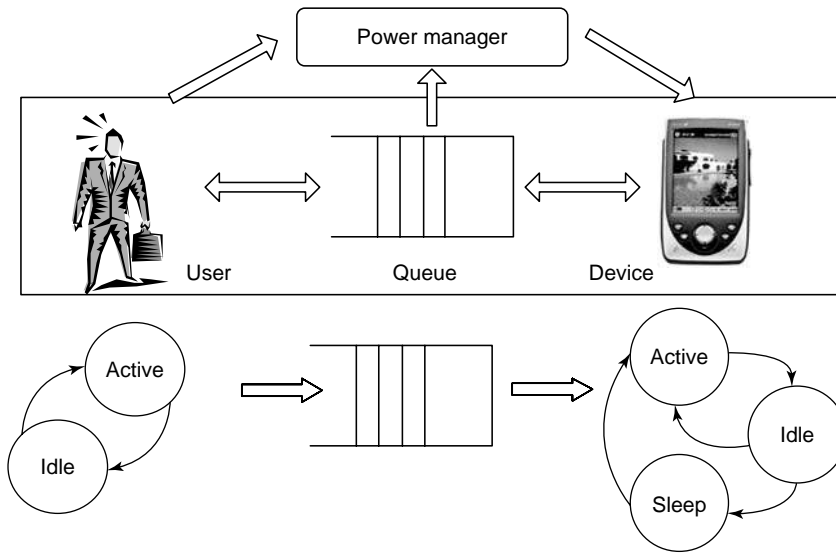 Power manager
User
Queue
Device
Active
Idle
Active
Idle
Sleep